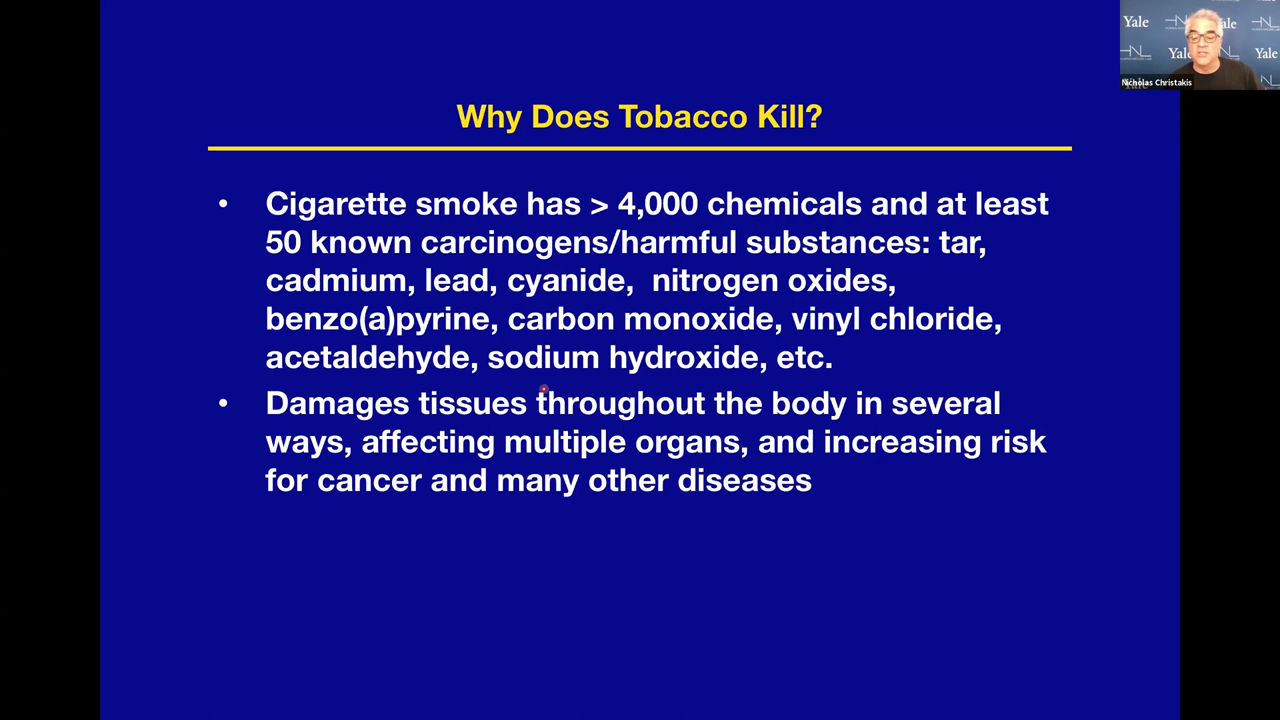 Why Does Tobacco Kill?
• Cigarette smoke has > 4,000 chemicals and at least
50 known carcinogens/harmful substances: tar,
cadmium, lead, cyanide, nitrogen oxides,
benzo(a)pyrine, carbon monoxide, vinyl chloride,
acetaldehyde, sodium hydroxide, etc.
• Damages tissues throughout the body in several
ways, affecting multiple organs, and increasing risk
for cancer and many other diseases
Yale
Yale
Yale
Nicholas Christakis